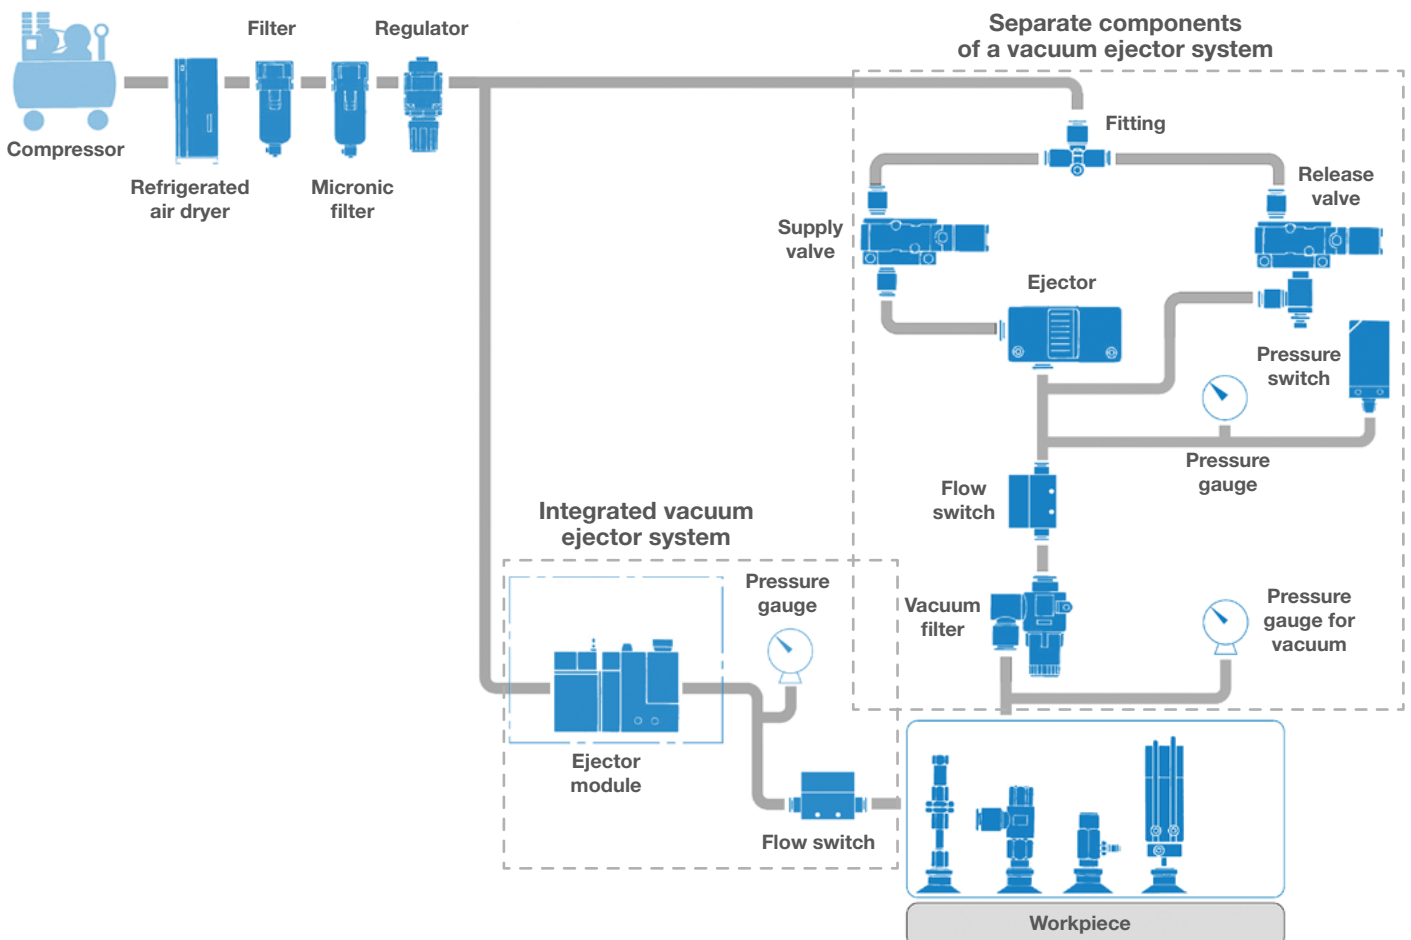 Separate components
of a vacuum ejector system
Filter
Regulator
Compressor
Refrigerated
air dryer
Micronic
filter
Fitting
Release
valve
Supply
valve
Ejector
Pressure
switch
Pressure
gauge
Flow
switch
Integrated vacuum
ejector system
Pressure
gauge
Vacuum
filter
Pressure
gauge for
vacuum
Ejector
module
Flow switch
Workpiece